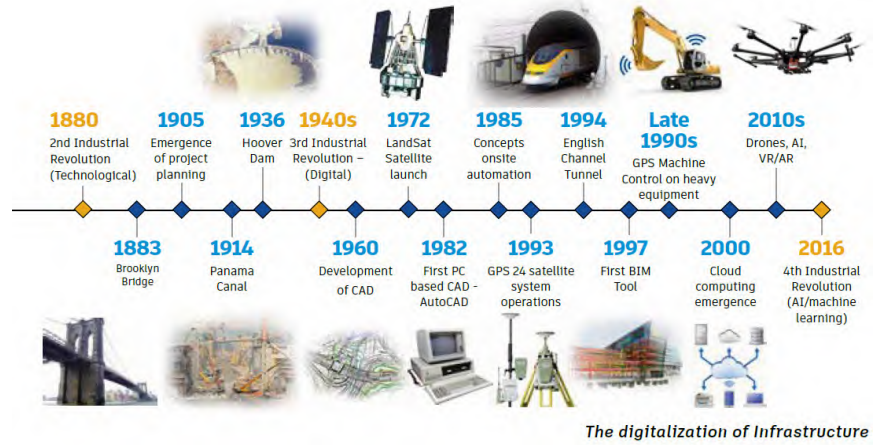 1880
2nd Industrial
Revolution
(Technological)
1905
Emergence
of project
planning
1936
Hoover
Dam
1940s
3rd Industrial
Revolution –
(Digital)
1972
LandSat
Satellite
launch
1985
Concepts
onsite
automation
1994
English
Channel
Tunnel
Late
1990s
GPS Machine
Control on heavy
equipment
2010s
Drones, AI,
VR/AR
1883
Brooklyn
Bridge
1914
Panama
Canal
1960
Development
of CAD
1982
First PC
based CAD -
AutoCAD
1993
GPS 24 satellite
system
operations
1997
First BIM
Tool
2000
Cloud
computing
emergence
2016
4th Industrial
Revolution
(AI/machine
learning)
The digitalization of Infrastructure